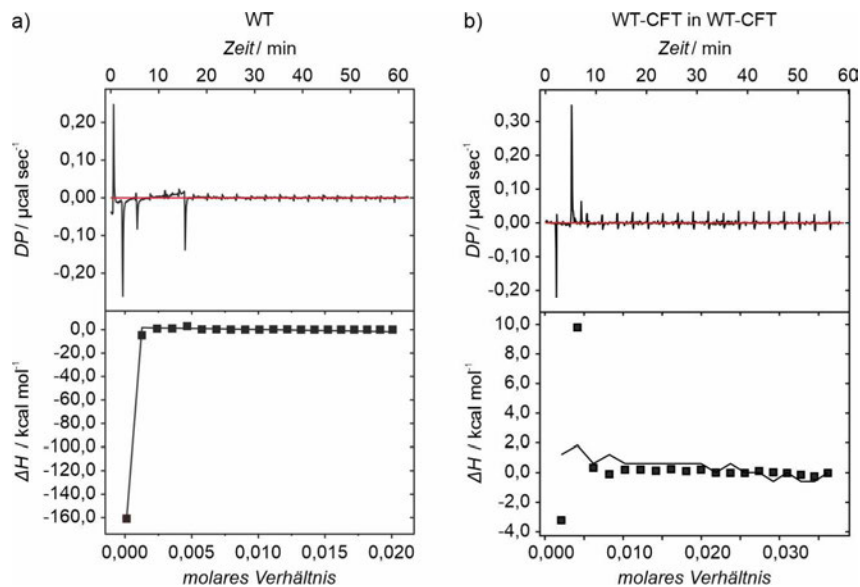 a)
WT
Zeit / min
0 10 20 30 40 50 60
0,20
0,10
0,00
-0,10
-0,20
DP / µcal sec⁻¹
0,0
-20,0
-40,0
-60,0
-80,0
-100,0
-120,0
-140,0
-160,0
ΔH / kcal mol⁻¹
0,000 0,005 0,010 0,015 0,020
molares Verhältnis
b)
WT-CFT in WT-CFT
Zeit / min
0 10 20 30 40 50 60
0,30
0,20
0,10
0,00
-0,10
-0,20
DP / µcal sec⁻¹
10,0
8,0
6,0
4,0
2,0
0,0
-2,0
-4,0
ΔH / kcal mol⁻¹
0,000 0,010 0,020 0,030
molares Verhältnis